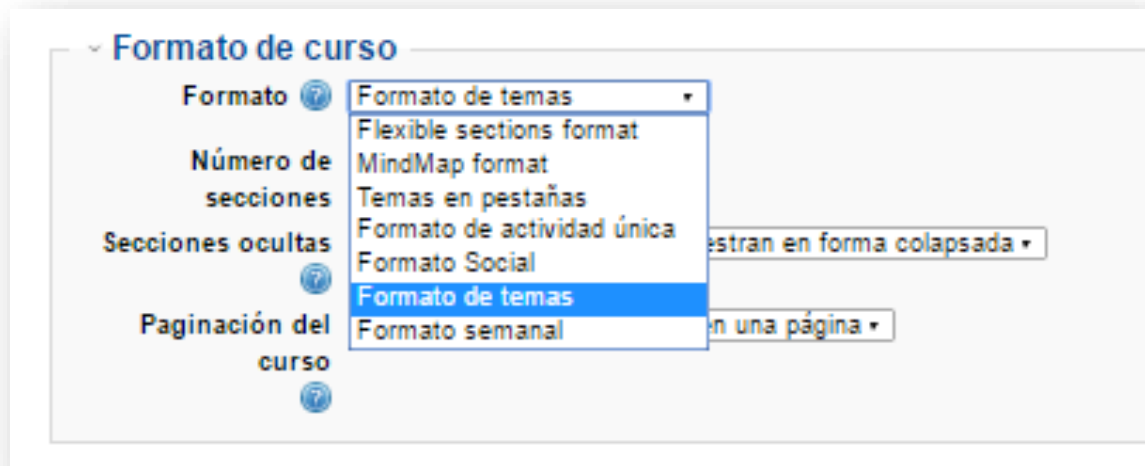 Formato de curso
Formato Formato de temas
Flexible sections format
Número de MindMap format
secciones Temas en pestañas
Formato de actividad única
Secciones ocultas estran en forma colapsada
Formato Social
Formato de temas
Paginación del Formato semanal en una página
curso